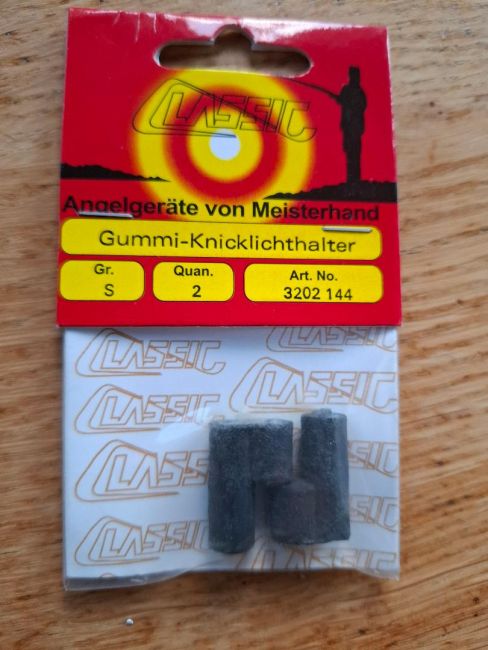 CLASSIC
Angelgeräte von Meisterhand
Gummi-Knicklichthalter
Gr. Quan. Art. No.
S 2 3202 144
CLASSIC CLASSIC
CLASSIC CLASSIC
CLASSIC
CLASSIC
CLASSIC